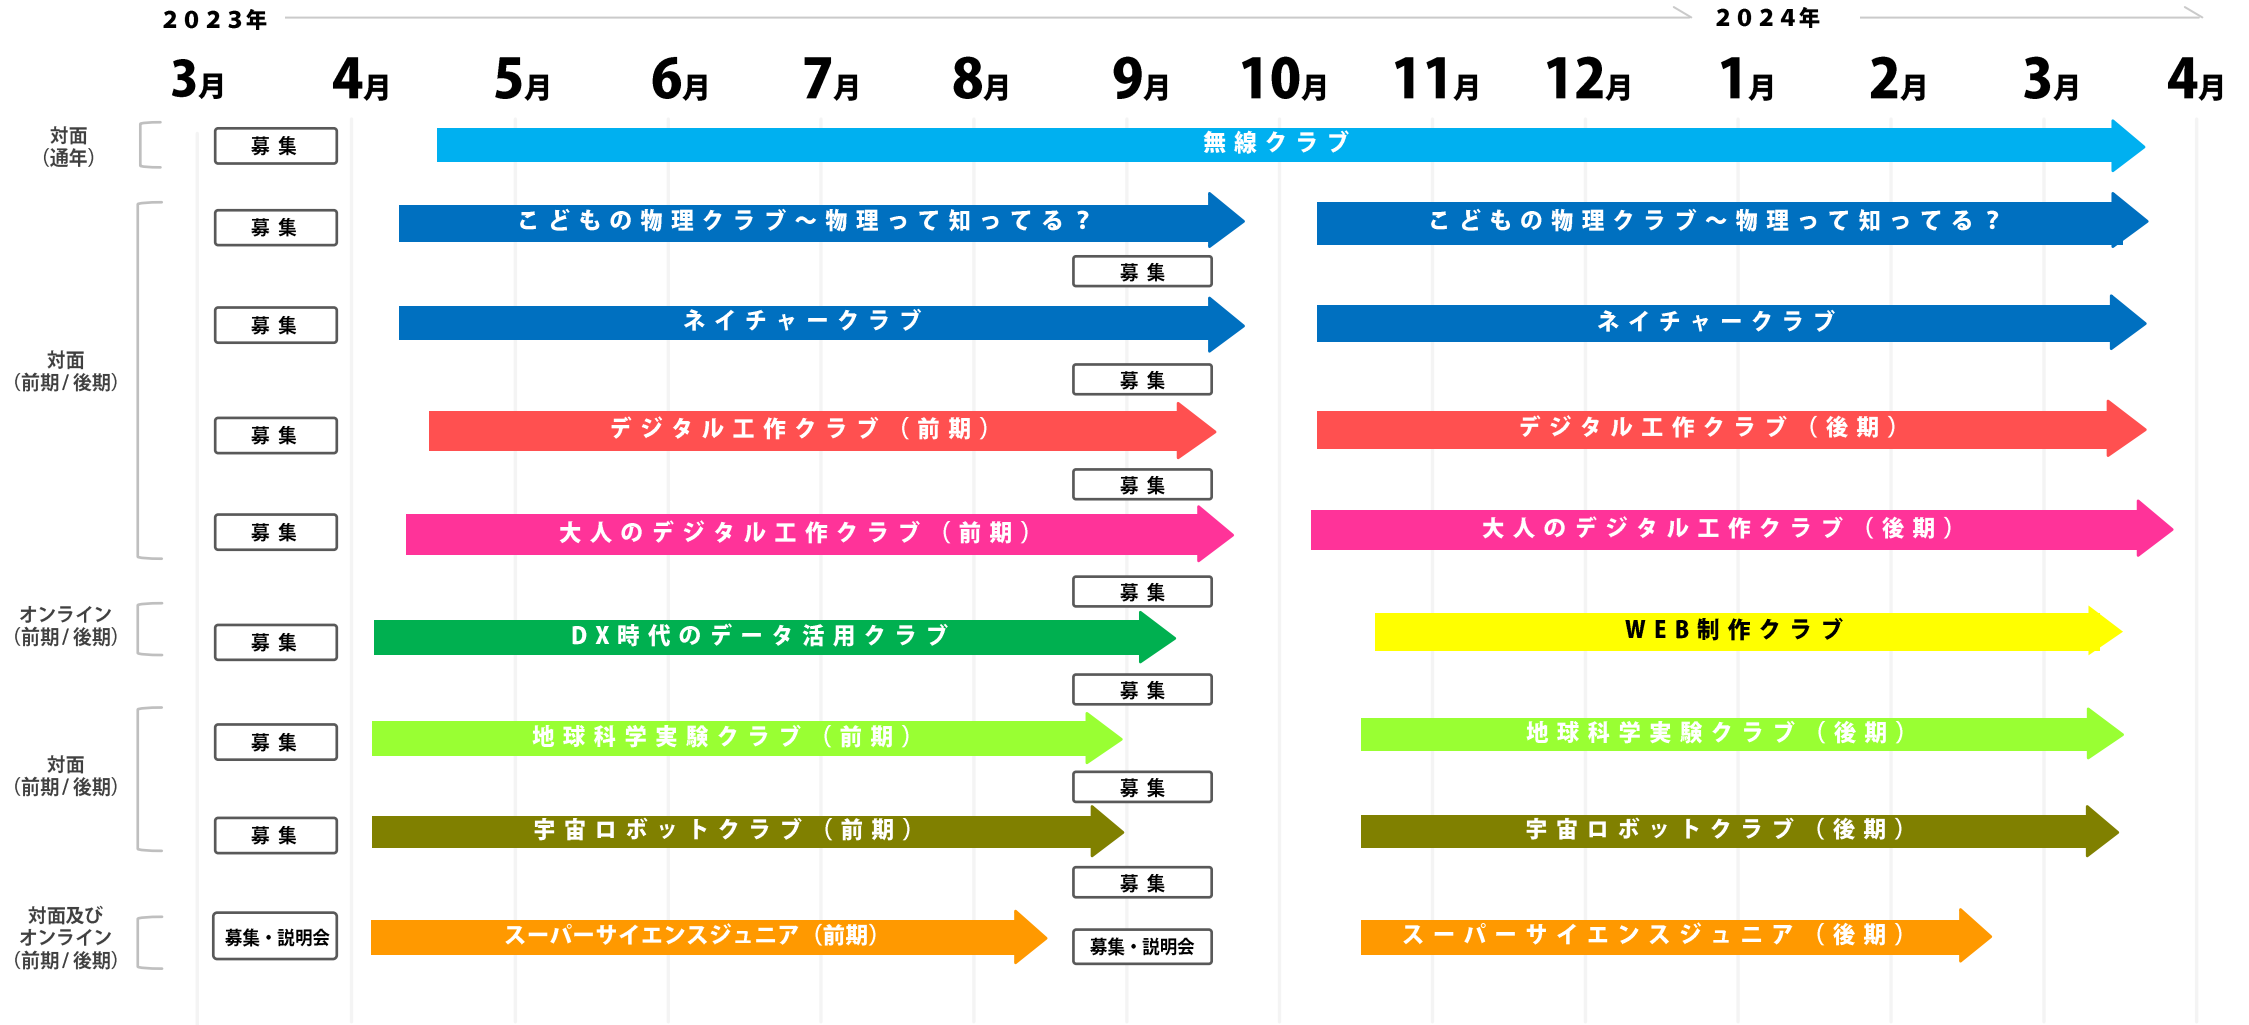 2023年
2024年
3月 4月 5月 6月 7月 8月 9月 10月 11月 12月 1月 2月 3月 4月
対面
（通年）
募集
無線クラブ
対面
（前期/後期）
募集
こどもの物理クラブ～物理って知ってる？
こどもの物理クラブ～物理って知ってる？
募集
募集
ネイチャークラブ
ネイチャークラブ
募集
募集
デジタル工作クラブ（前期）
デジタル工作クラブ（後期）
募集
募集
大人のデジタル工作クラブ（前期）
大人のデジタル工作クラブ（後期）
募集
オンライン
（前期/後期）
募集
DX時代のデータ活用クラブ
WEB制作クラブ
募集
対面
（前期/後期）
募集
地球科学実験クラブ（前期）
地球科学実験クラブ（後期）
募集
募集
宇宙ロボットクラブ（前期）
宇宙ロボットクラブ（後期）
募集
対面及び
オンライン
（前期/後期）
募集・説明会
スーパーサイエンスジュニア（前期）
募集・説明会
スーパーサイエンスジュニア（後期）